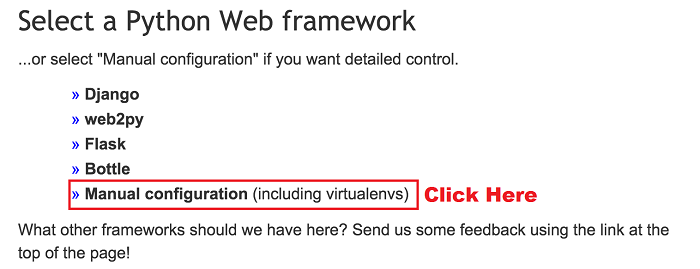 Select a Python Web framework
...or select "Manual configuration" if you want detailed control.
» Django
» web2py
» Flask
» Bottle
» Manual configuration (including virtualenvs) Click Here
What other frameworks should we have here? Send us some feedback using the link at the
top of the page!